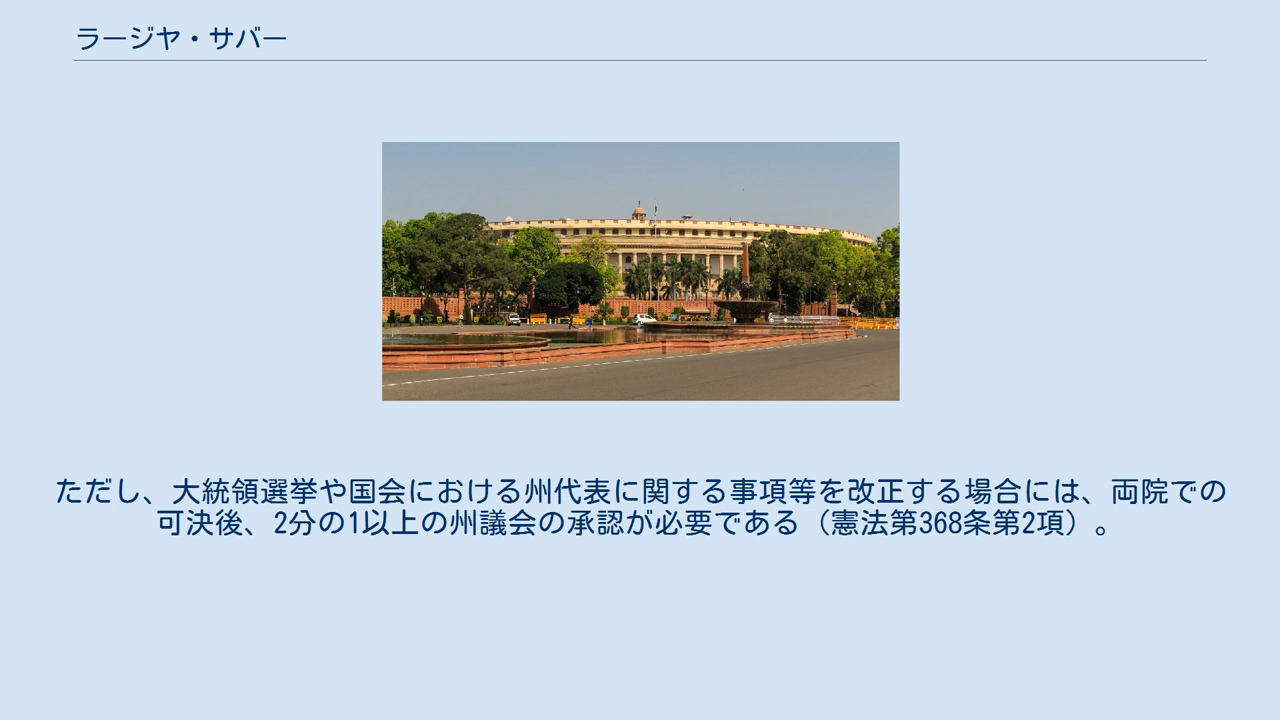 ラージヤ・サバー
ただし、大統領選挙や国会における州代表に関する事項等を改正する場合には、両院での
可決後、2分の1以上の州議会の承認が必要である（憲法第368条第2項）。